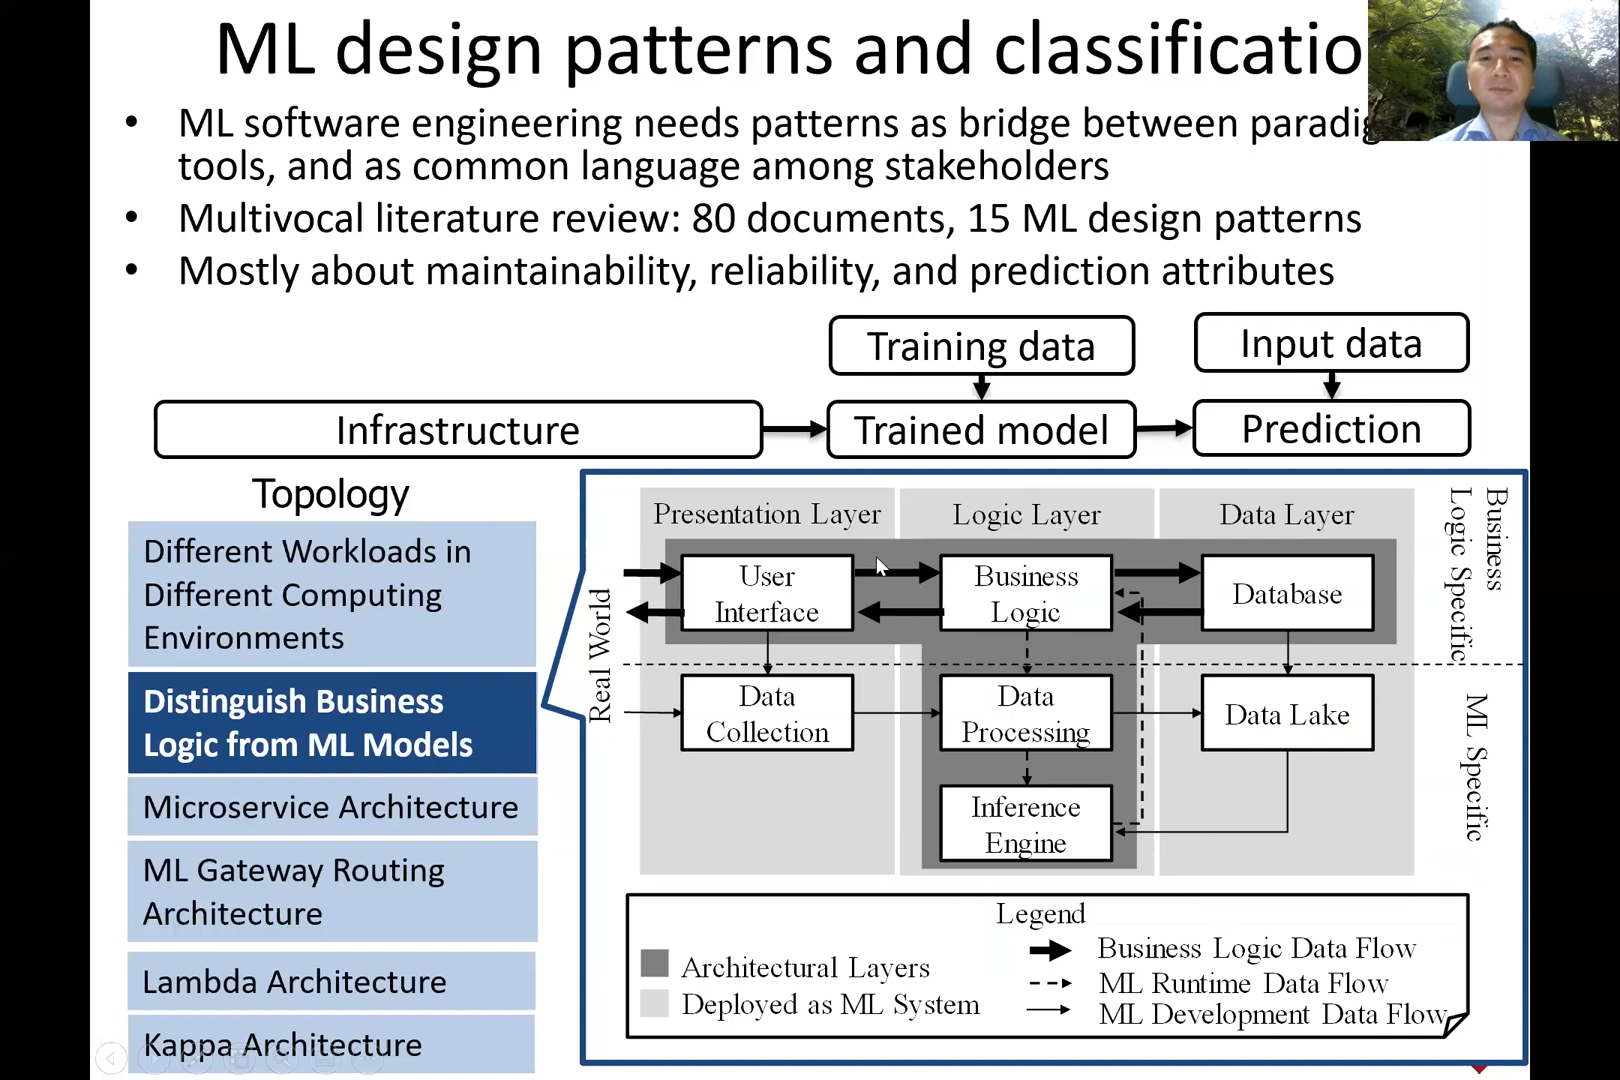 ML design patterns and classificatio
ML software engineering needs patterns as bridge between
tools, and as common language among stakeholders
Multivocal literature review: 80 documents, 15 ML design patterns
Mostly about maintainability, reliability, and prediction attributes
Training data
Input data
Infrastructure
Trained model
Prediction
Topology
Different Workloads in
Different Computing
Environments
Distinguish Business
Logic from ML Models
Microservice Architecture
ML Gateway Routing
Architecture
Lambda Architecture
Kappa Architecture
Presentation Layer
Logic Layer
Data Layer
Business
Logic Specific
Real World
User
Interface
Business
Logic
Database
Data
Collection
Data
Processing
Data Lake
ML Specific
Inference
Engine
Legend
Architectural Layers
Deployed as ML System
Business Logic Data Flow
ML Runtime Data Flow
ML Development Data Flow